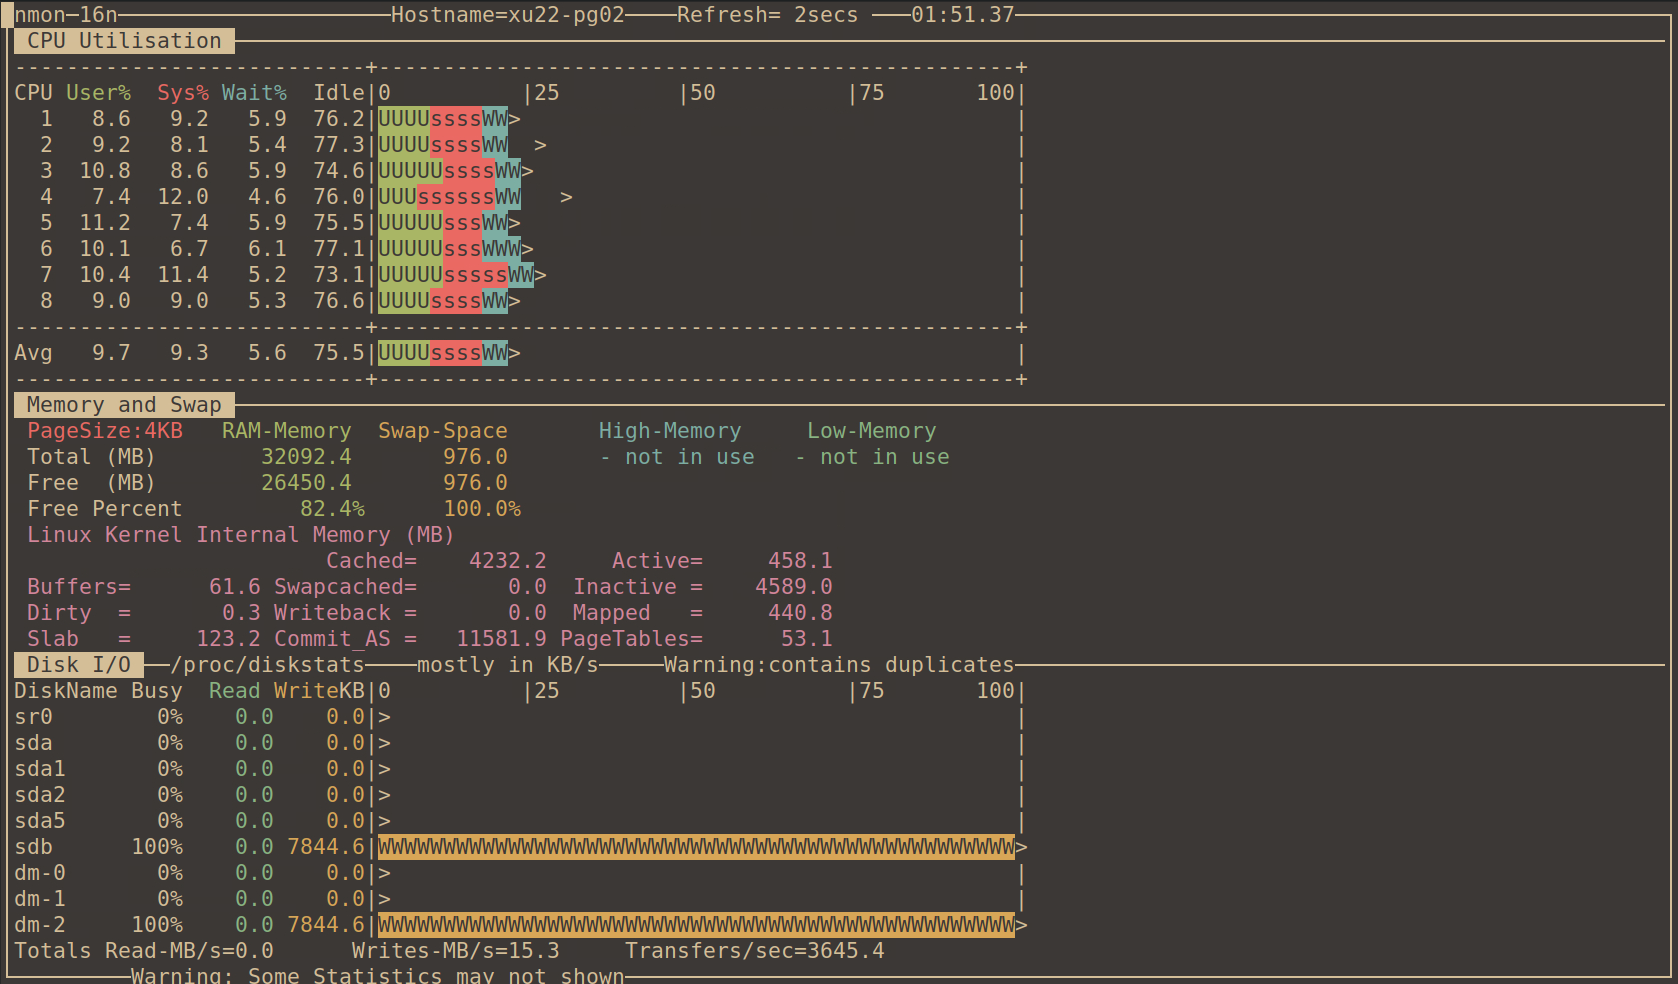 nmon-16n Hostname=xu22-pg02 Refresh= 2secs 01:51.37
CPU Utilisation
---------------------------+-------------------------------------------------+
CPU User%  Sys% Wait%  Idle|0          |25         |50          |75       100|
  1   8.6   9.2   5.9  76.2|UUUUssssWW>                                      |
  2   9.2   8.1   5.4  77.3|UUUUssssWW  >                                    |
  3  10.8   8.6   5.9  74.6|UUUUUssssWW>                                     |
  4   7.4  12.0   4.6  76.0|UUUssssssWW   >                                  |
  5  11.2   7.4   5.9  75.5|UUUUUsssWW>                                      |
  6  10.1   6.7   6.1  77.1|UUUUUsssWWW>                                     |
  7  10.4  11.4   5.2  73.1|UUUUUsssssWW>                                    |
  8   9.0   9.0   5.3  76.6|UUUUssssWW>                                      |
---------------------------+-------------------------------------------------+
Avg   9.7   9.3   5.6  75.5|UUUUssssWW>                                      |
---------------------------+-------------------------------------------------+
Memory and Swap
PageSize:4KB   RAM-Memory  Swap-Space       High-Memory     Low-Memory
Total (MB)        32092.4       976.0       - not in use   - not in use
Free  (MB)        26450.4       976.0
Free Percent         82.4%      100.0%
Linux Kernel Internal Memory (MB)
Cached=    4232.2     Active=     458.1
Buffers=      61.6 Swapcached=       0.0  Inactive =    4589.0
Dirty  =       0.3 Writeback =       0.0  Mapped   =     440.8
Slab   =     123.2 Commit_AS =   11581.9 PageTables=      53.1
Disk I/O /proc/diskstats mostly in KB/s Warning:contains duplicates
DiskName Busy  Read WriteKB|0          |25         |50          |75       100|
sr0        0%    0.0    0.0|>                                                |
sda        0%    0.0    0.0|>                                                |
sda1       0%    0.0    0.0|>                                                |
sda2       0%    0.0    0.0|>                                                |
sda5       0%    0.0    0.0|>                                                |
sdb      100%    0.0 7844.6|WWWWWWWWWWWWWWWWWWWWWWWWWWWWWWWWWWWWWWWWWWWWWWWWW>
dm-0       0%    0.0    0.0|>                                                |
dm-1       0%    0.0    0.0|>                                                |
dm-2     100%    0.0 7844.6|WWWWWWWWWWWWWWWWWWWWWWWWWWWWWWWWWWWWWWWWWWWWWWWWW>
Totals Read-MB/s=0.0      Writes-MB/s=15.3     Transfers/sec=3645.4
Warning: Some Statistics may not shown